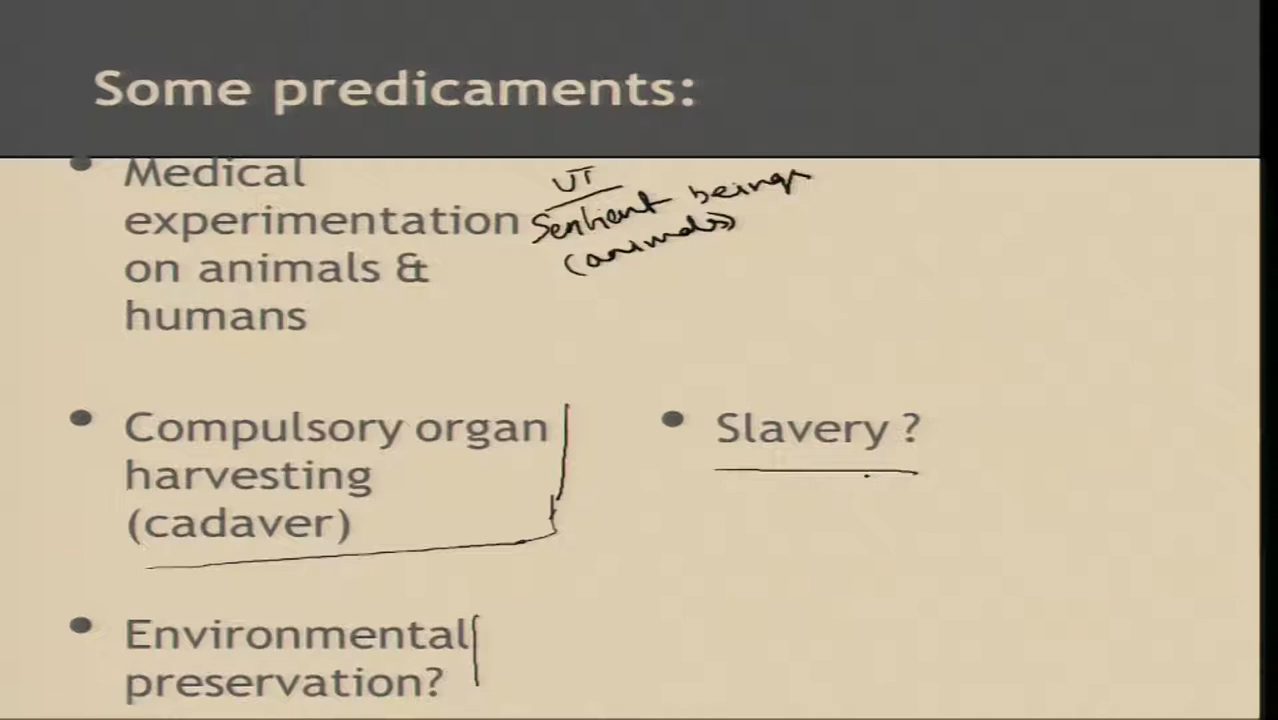 Some predicaments:
• Medical
experimentation
on animals &
humans
UT
Sentient beings
(animals)
• Compulsory organ
harvesting
(cadaver)
• Slavery ?
• Environmental
preservation?